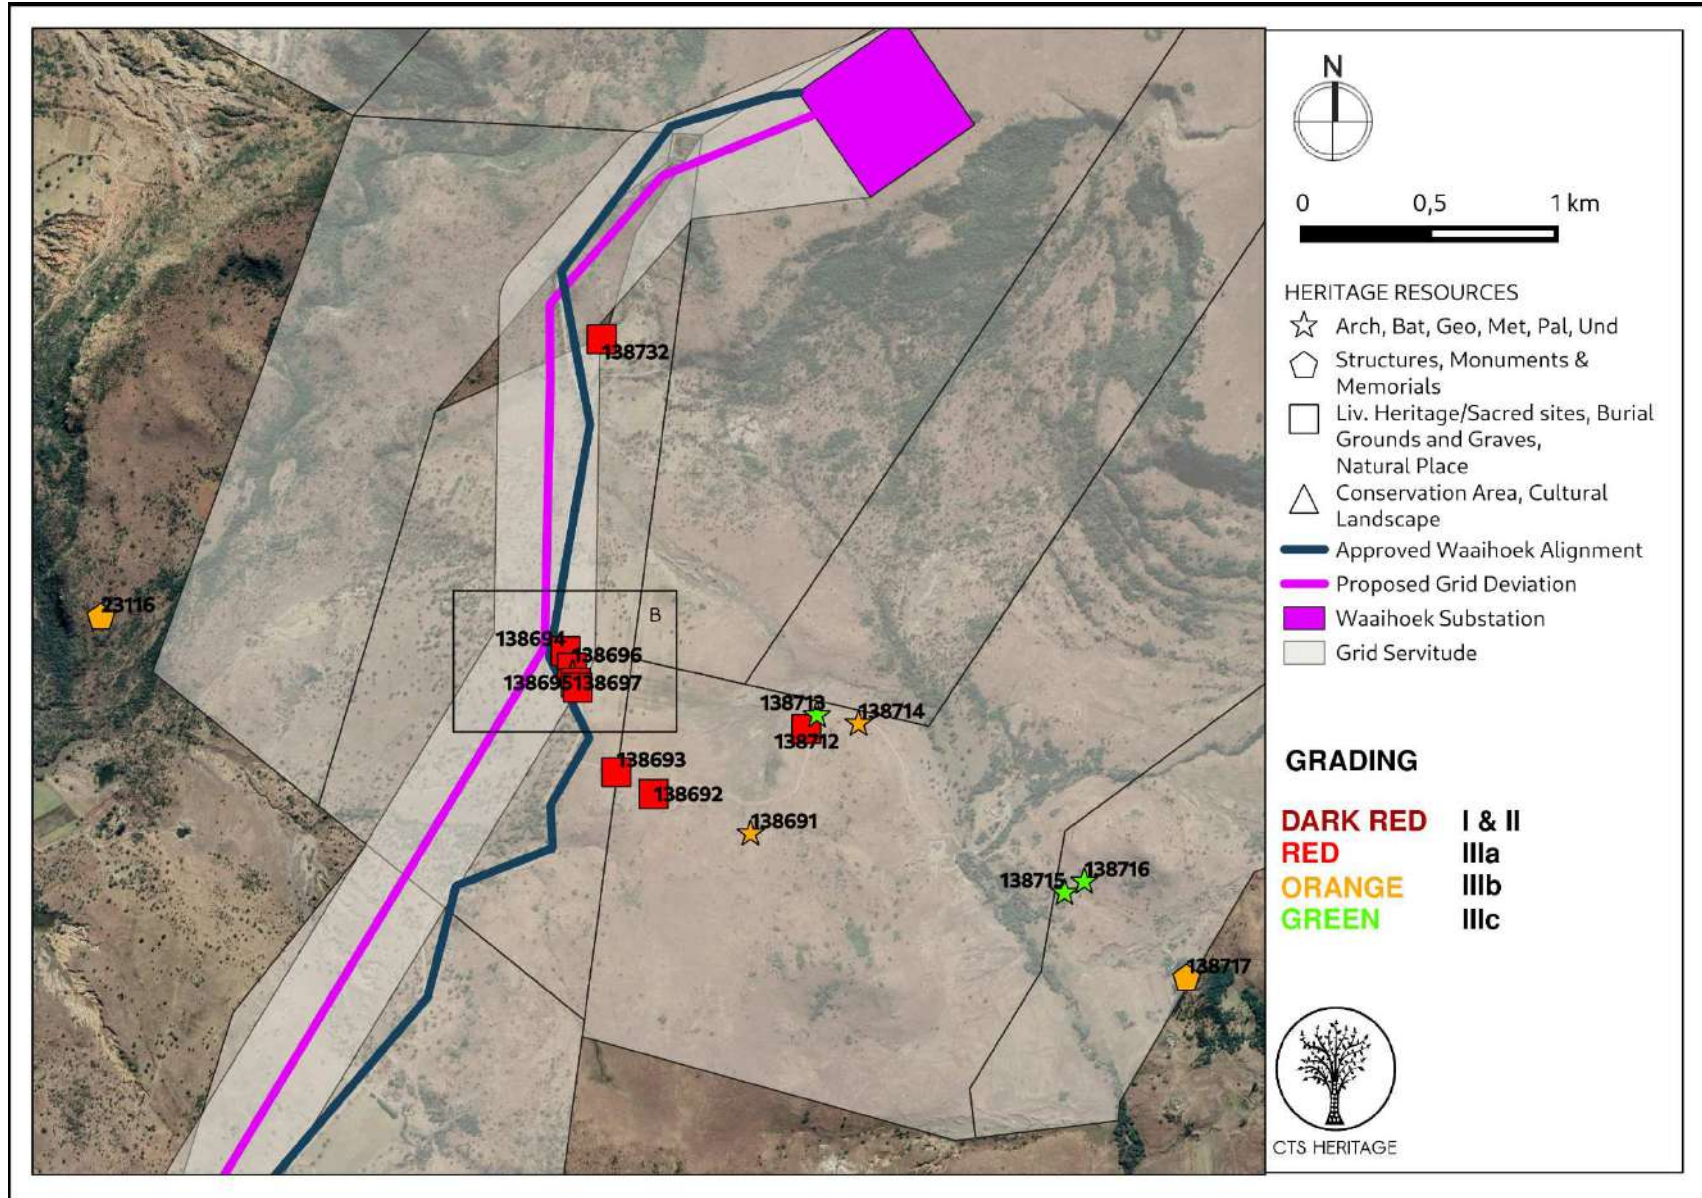 138732
23116
B
138694
138696
138695
138697
138713
138714
138712
138693
138692
138691
138715
138716
138717
N
0 0,5 1 km
HERITAGE RESOURCES
Arch, Bat, Geo, Met, Pal, Und
Structures, Monuments &
Memorials
Liv. Heritage/Sacred sites, Burial
Grounds and Graves,
Natural Place
Conservation Area, Cultural
Landscape
Approved Waaihoek Alignment
Proposed Grid Deviation
Waaihoek Substation
Grid Servitude
GRADING
DARK RED I & II
RED IIIa
ORANGE IIIb
GREEN IIIc
CTS HERITAGE